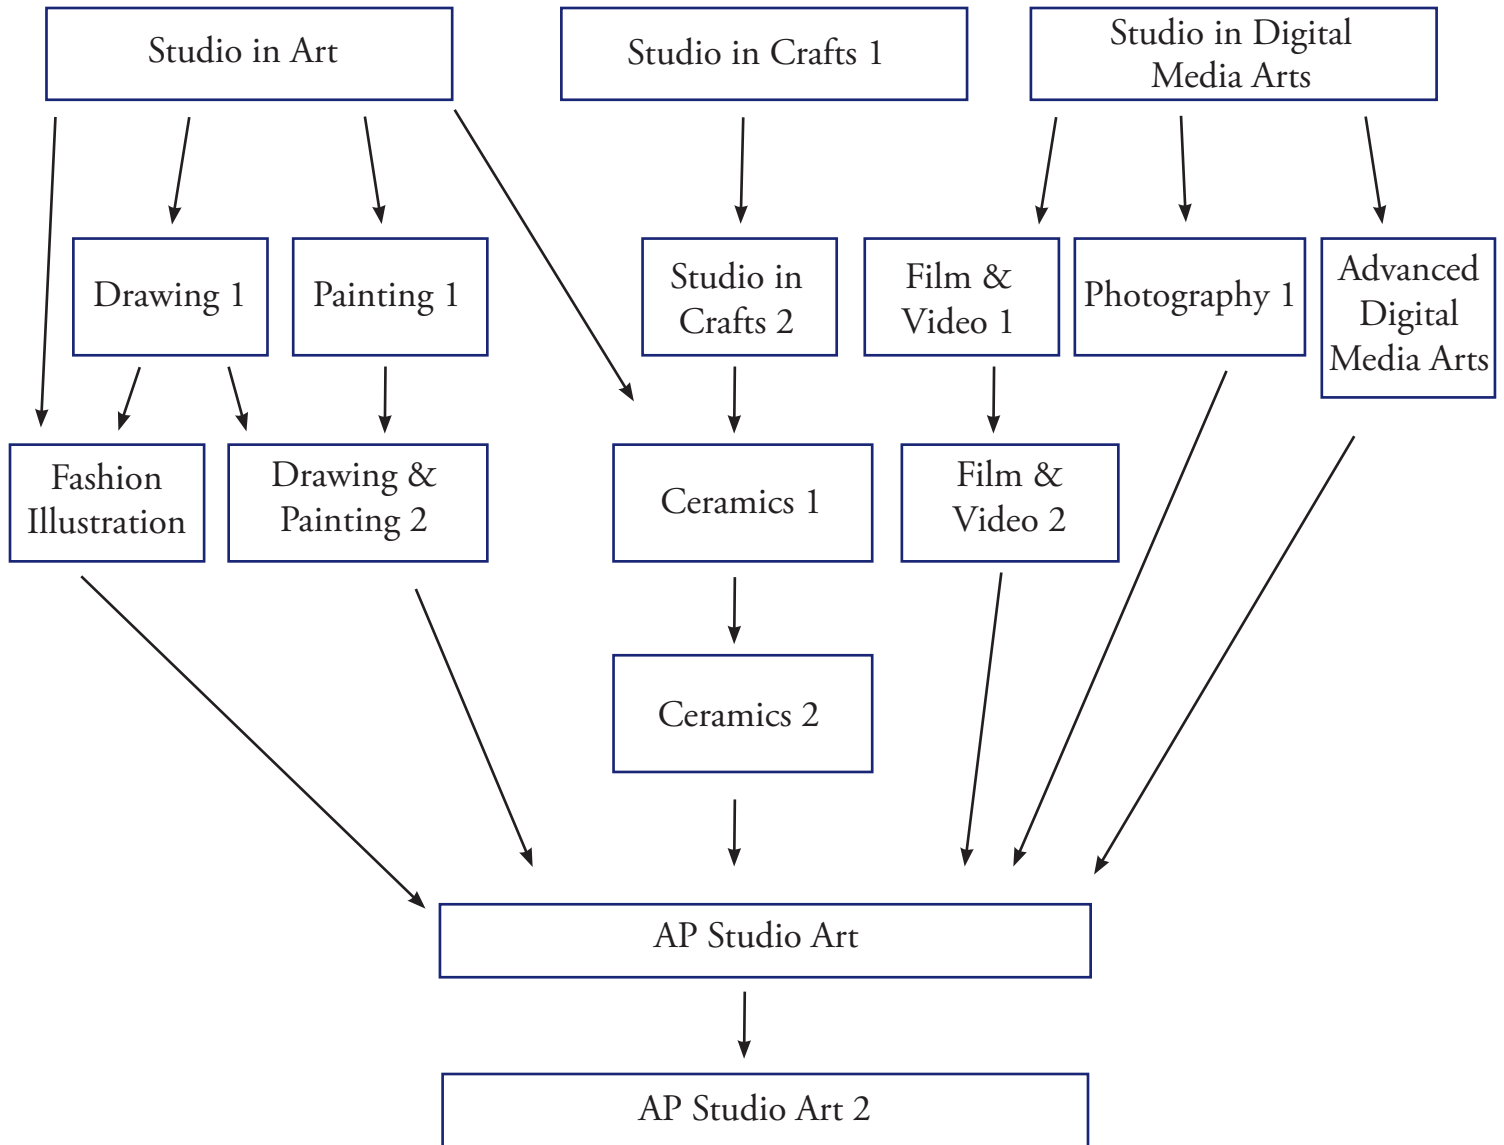 Studio in Art
Studio in Crafts 1
Studio in Digital
Media Arts
Drawing 1
Painting 1
Studio in
Crafts 2
Film &
Video 1
Photography 1
Advanced
Digital
Media Arts
Fashion
Illustration
Drawing &
Painting 2
Ceramics 1
Film &
Video 2
Ceramics 2
AP Studio Art
AP Studio Art 2